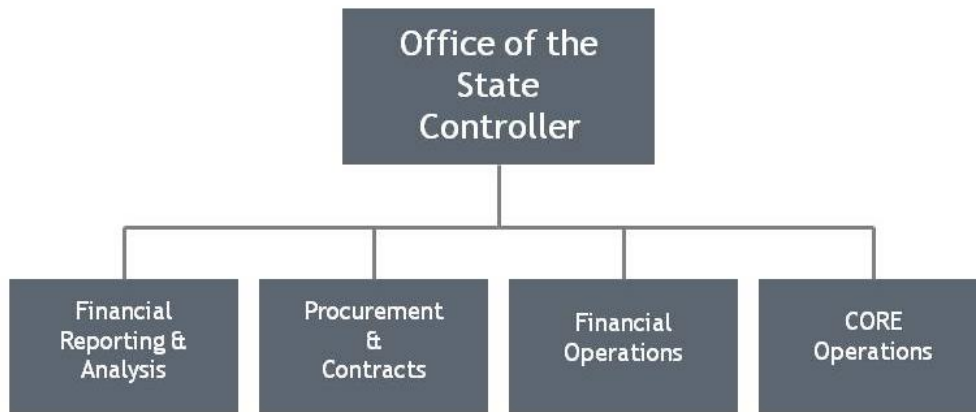 Office of the
State
Controller
Financial
Reporting &
Analysis
Procurement
&
Contracts
Financial
Operations
CORE
Operations